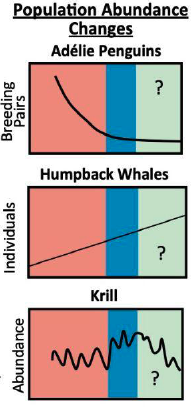 Population Abundance
Changes
Adélie Penguins
Breeding
Pairs
?
Humpback Whales
Individuals
?
Krill
Abundance
?